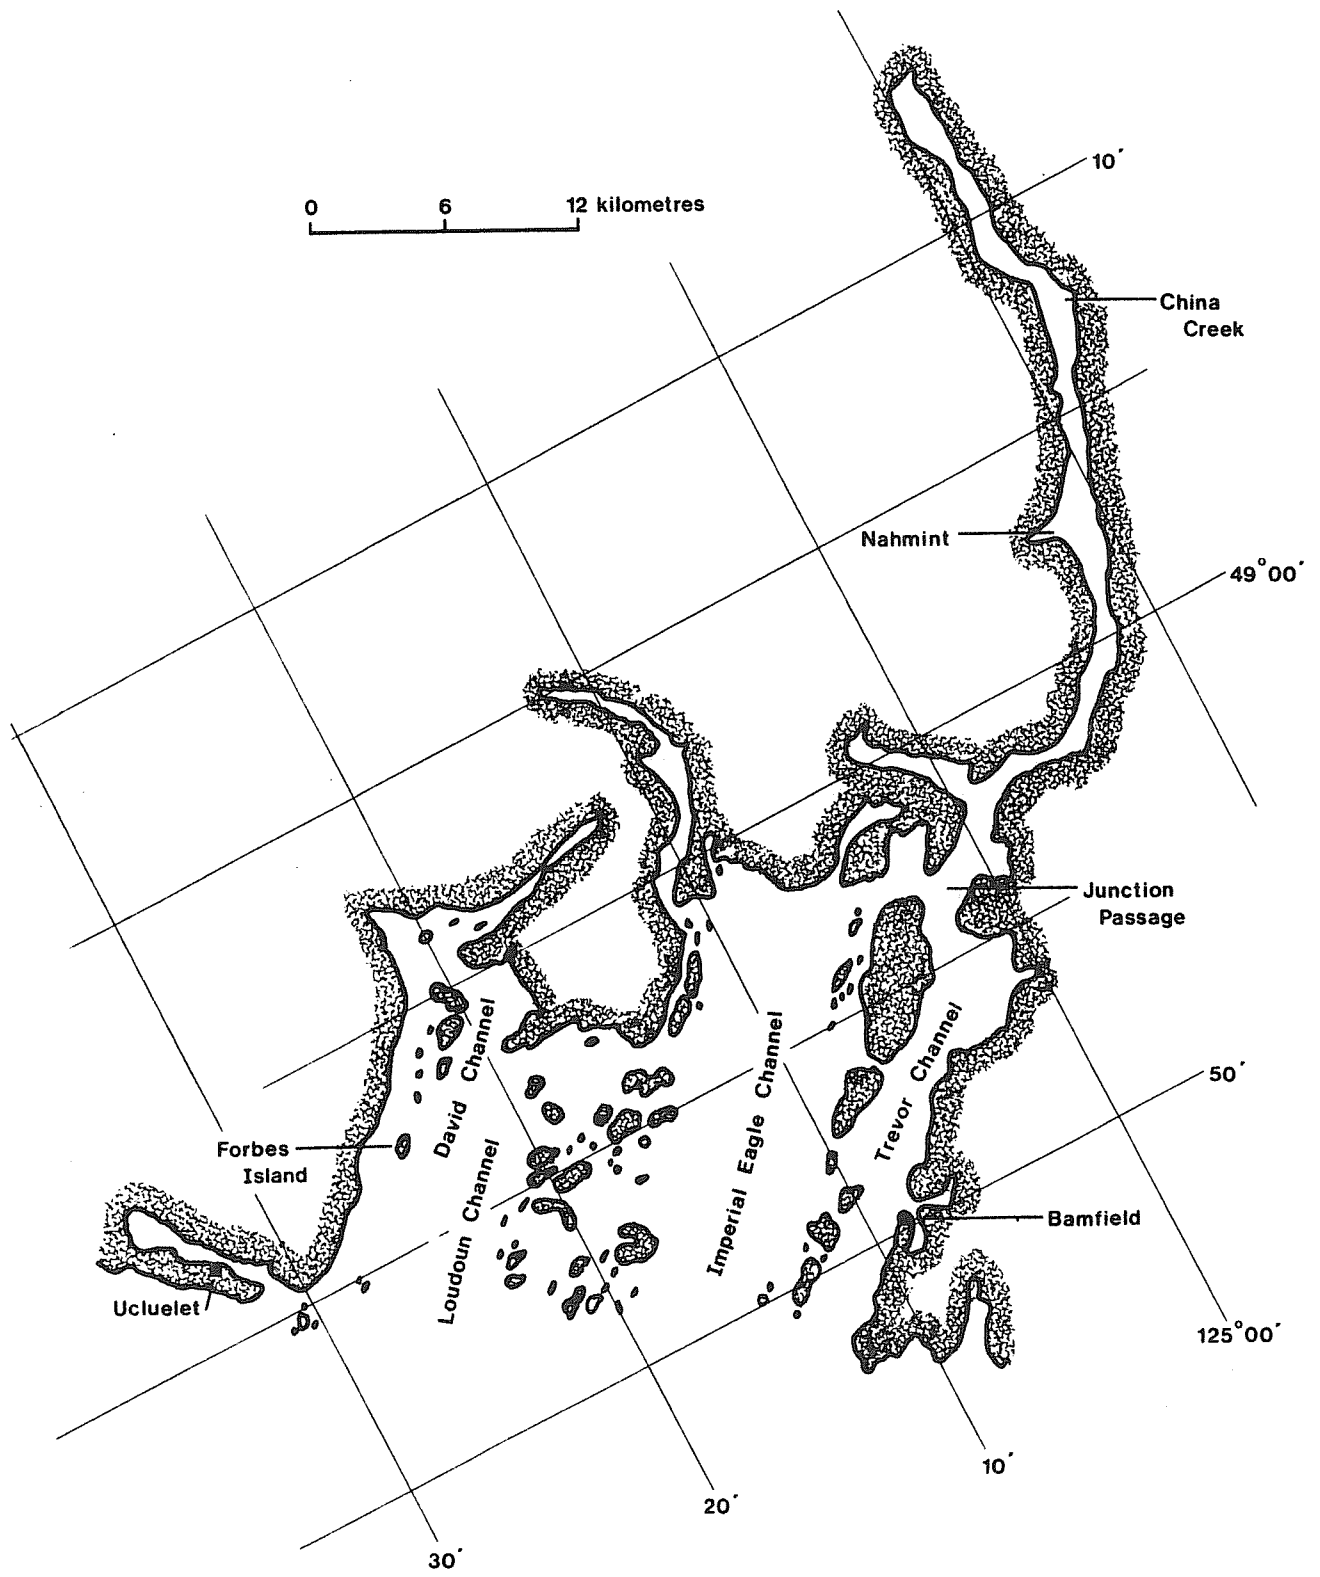 10′
0 6 12 kilometres
China
Creek
Nahmint
49°00′
Junction
Passage
David Channel
Imperial Eagle Channel
Trevor Channel
50′
Forbes
Island
Loudoun Channel
Bamfield
Ucluelet
125°00′
10′
20′
30′